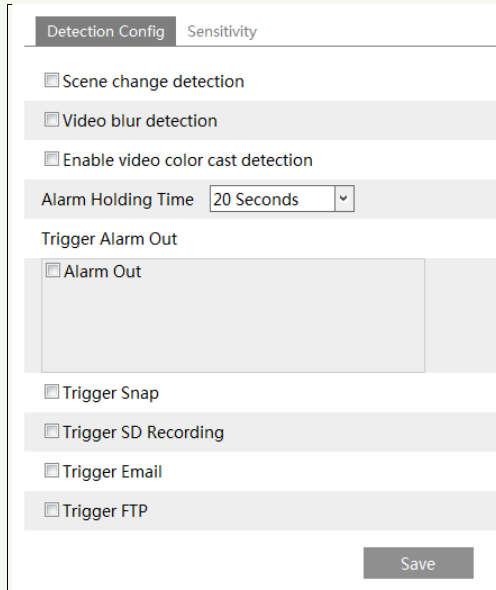 Detection Config Sensitivity
Scene change detection
Video blur detection
Enable video color cast detection
Alarm Holding Time 20 Seconds
Trigger Alarm Out
Alarm Out
Trigger Snap
Trigger SD Recording
Trigger Email
Trigger FTP
Save